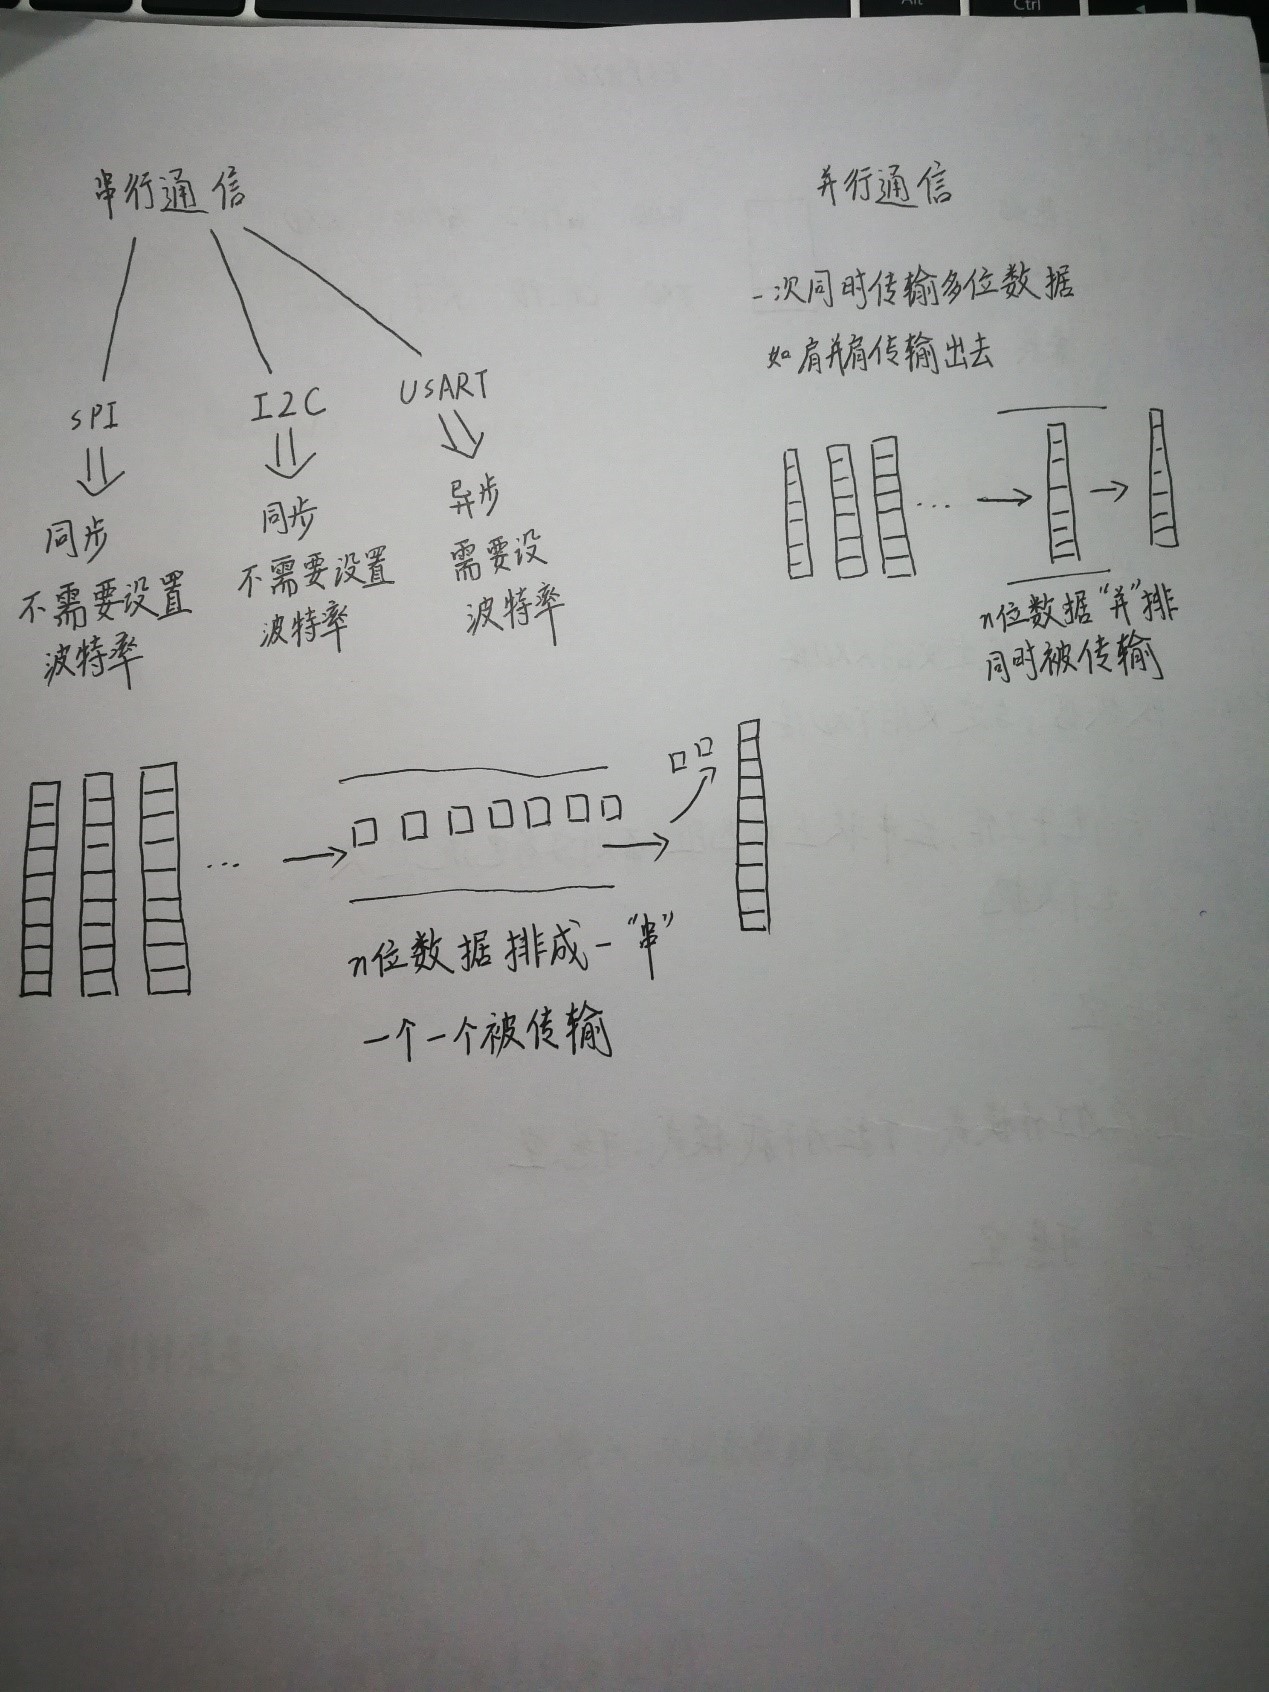 Alt
Ctrl
串行通信
SPI
I2C
USART
同步
不需要设置
波特率
同步
不需要设置
波特率
异步
需要设
波特率
n位数据排成一“串”
一个一个被传输
并行通信
一次同时传输多位数据
如肩并肩传输出去
n位数据“并”排
同时被传输